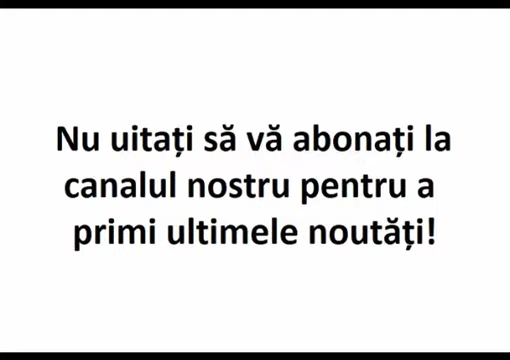 Nu uitați să vă abonați la
canalul nostru pentru a
primi ultimele noutăți!